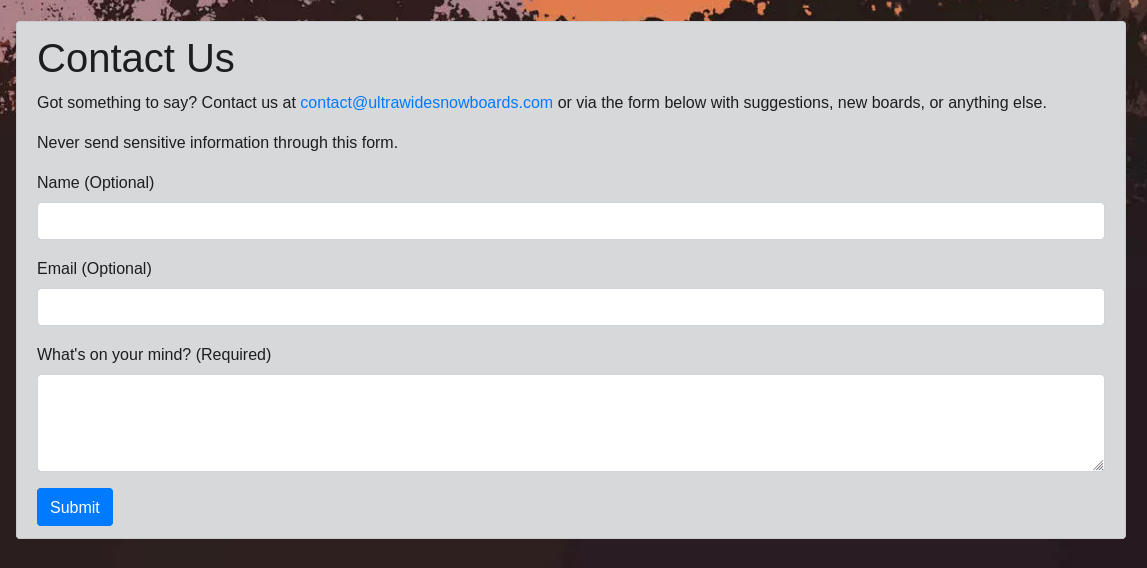 Contact Us
Got something to say? Contact us at contact@ultrawidesnowboards.com or via the form below with suggestions, new boards, or anything else.
Never send sensitive information through this form.
Name (Optional)
Email (Optional)
What's on your mind? (Required)
Submit